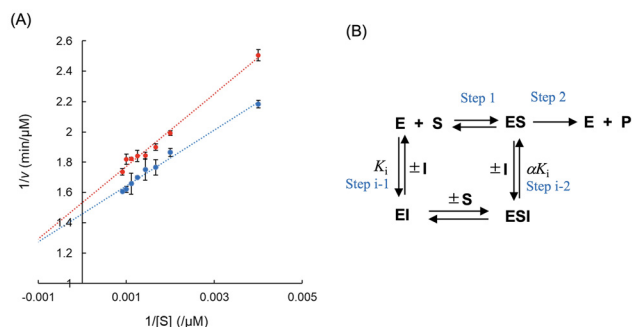 (A)
2.6
2.4
2.2
2
1.8
1.6
1.4
1.2
1
-0.001
0.001
0.003
0.005
1/v (min/μM)
1/[S] (/μM)
(B)
Step 1 Step 2
E + S ES E + P
Ki ±I ±I αKi
Step i-1 Step i-2
±S
EI ESI